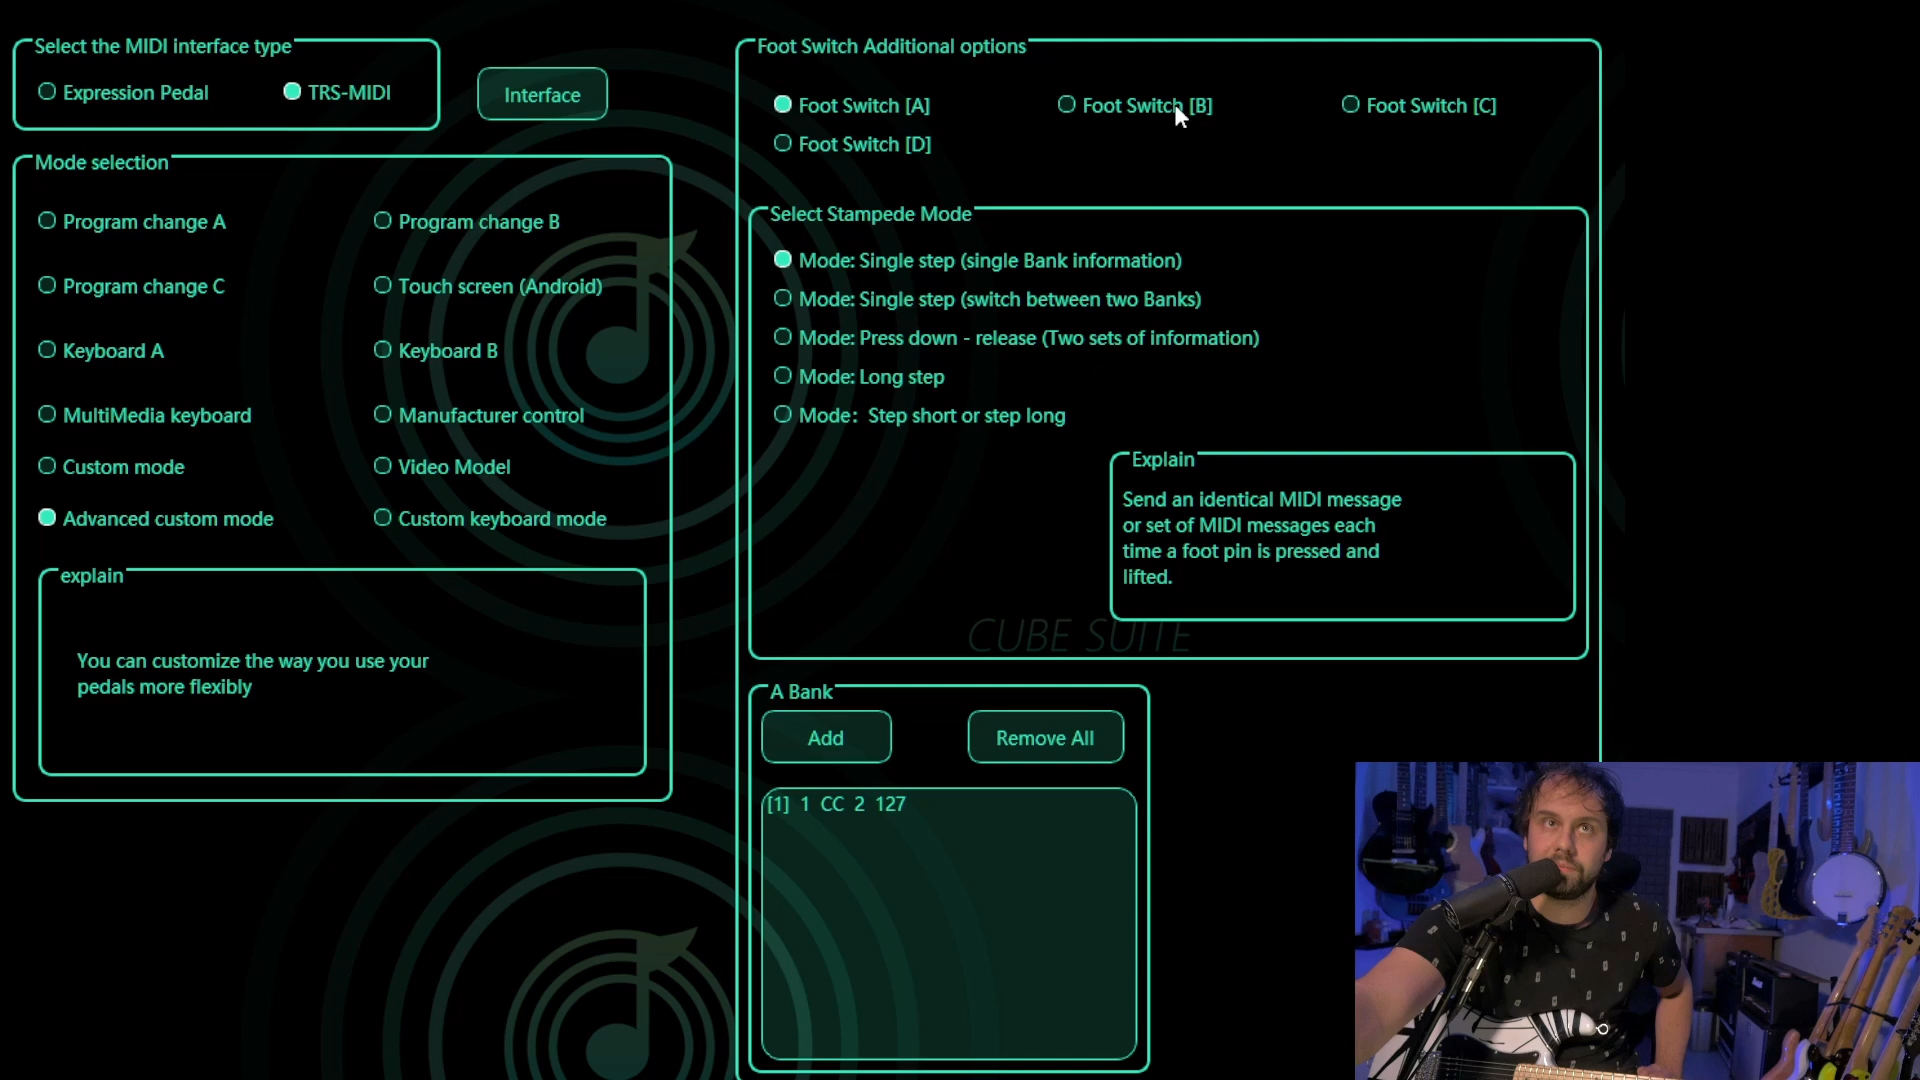 Select the MIDI interface type
Expression Pedal
TRS-MIDI
Interface
Mode selection
Program change A
Program change B
Program change C
Touch screen (Android)
Keyboard A
Keyboard B
MultiMedia keyboard
Manufacturer control
Custom mode
Video Model
Advanced custom mode
Custom keyboard mode
explain
You can customize the way you use your
pedals more flexibly
Foot Switch Additional options
Foot Switch [A]
Foot Switch [B]
Foot Switch [C]
Foot Switch [D]
Select Stampede Mode
Mode: Single step (single Bank information)
Mode: Single step (switch between two Banks)
Mode: Press down - release (Two sets of information)
Mode: Long step
Mode： Step short or step long
Explain
Send an identical MIDI message
or set of MIDI messages each
time a foot pin is pressed and
lifted.
CUBE SUITE
A Bank
Add
Remove All
[1] 1 CC 2 127